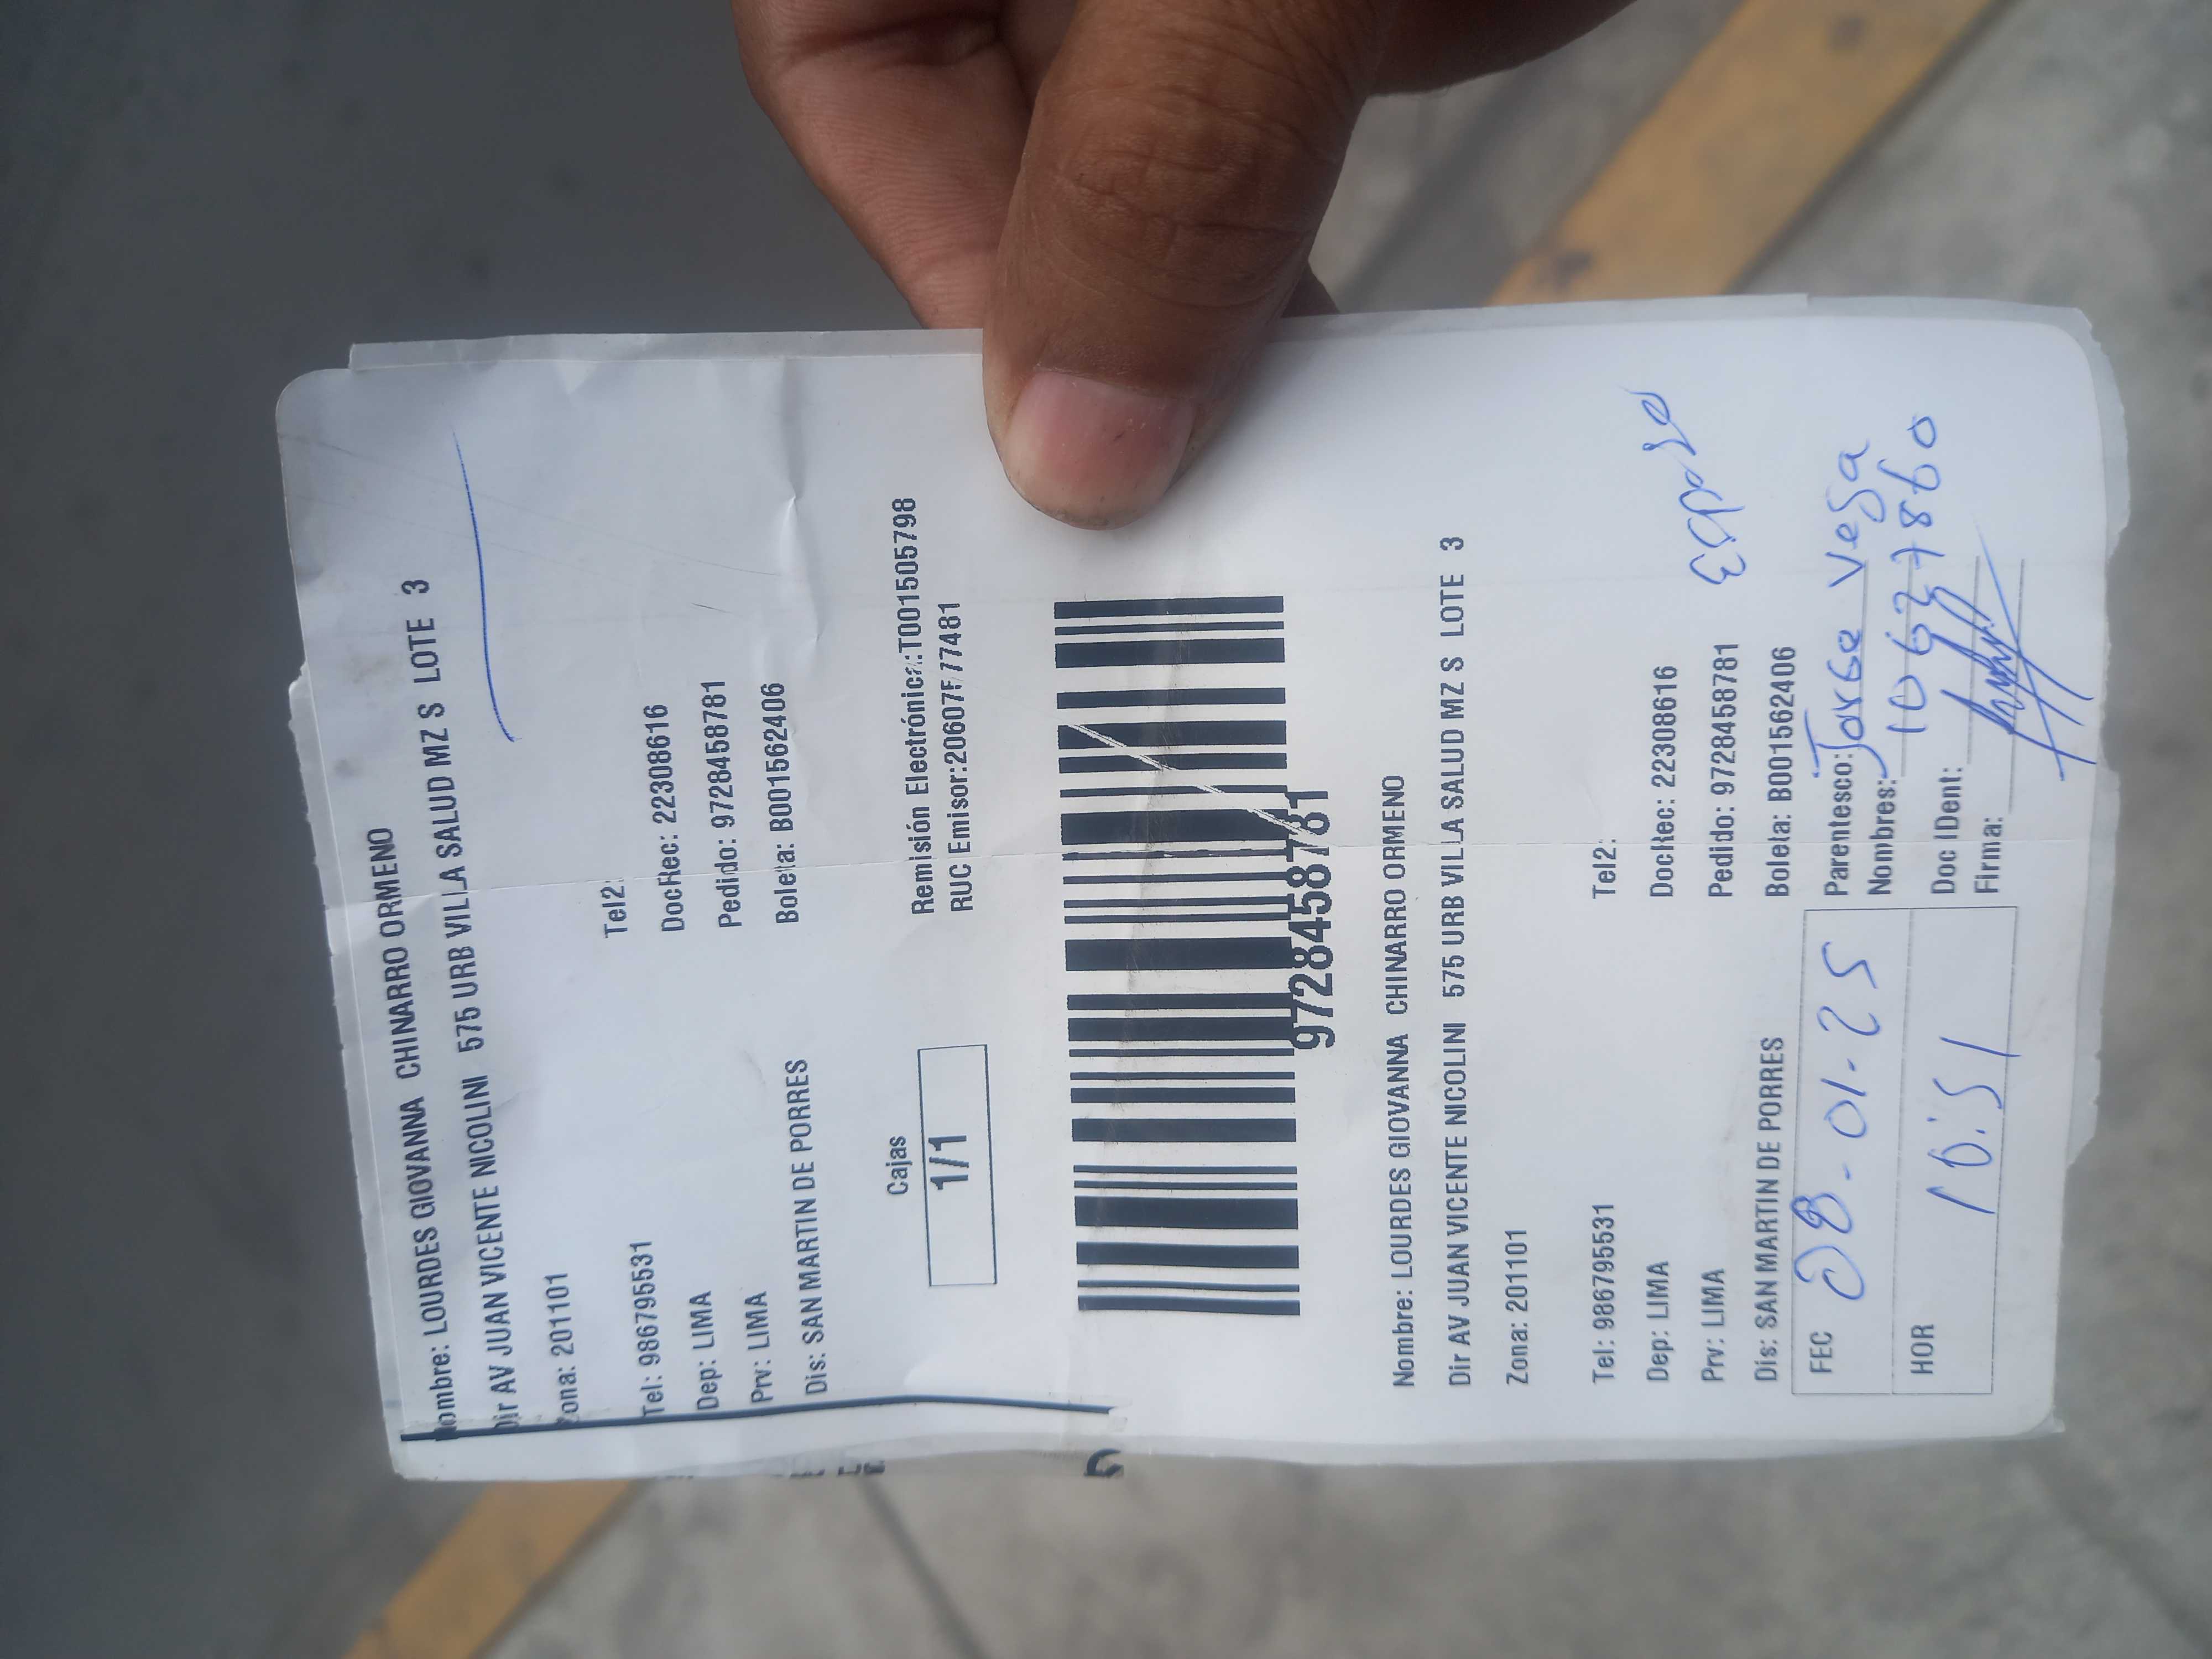 ombre: LOURDES GIOVANNA CHINARRO ORMENO
Dir AV JUAN VICENTE NICOLINI 575 URB VILLA SALUD MZ S LOTE 3
ona: 201101
Tel: 986795531 Tel2:
Dep: LIMA DocRec: 22308616
Prv: LIMA Pedido: 9728458781
Dis: SAN MARTIN DE PORRES Boleta: B001562406
Cajas
1/1
Remisión Electrónica:T001505798
RUC Emisor:20607F77481
9728458781
Nombre: LOURDES GIOVANNA CHINARRO ORMENO
Dir AV JUAN VICENTE NICOLINI 575 URB VILLA SALUD MZ S LOTE 3
Zona: 201101
Tel: 986795531 Tel2:
Dep: LIMA DocRec: 22308616
Prv: LIMA Pedido: 9728458781
Esposo
Dis: SAN MARTIN DE PORRES Boleta: B001562406
FEC 08-01-25
Parentesco:
Nombres: Jorge Vega
HOR 10:51
Doc IDent: 10627860
Firma: